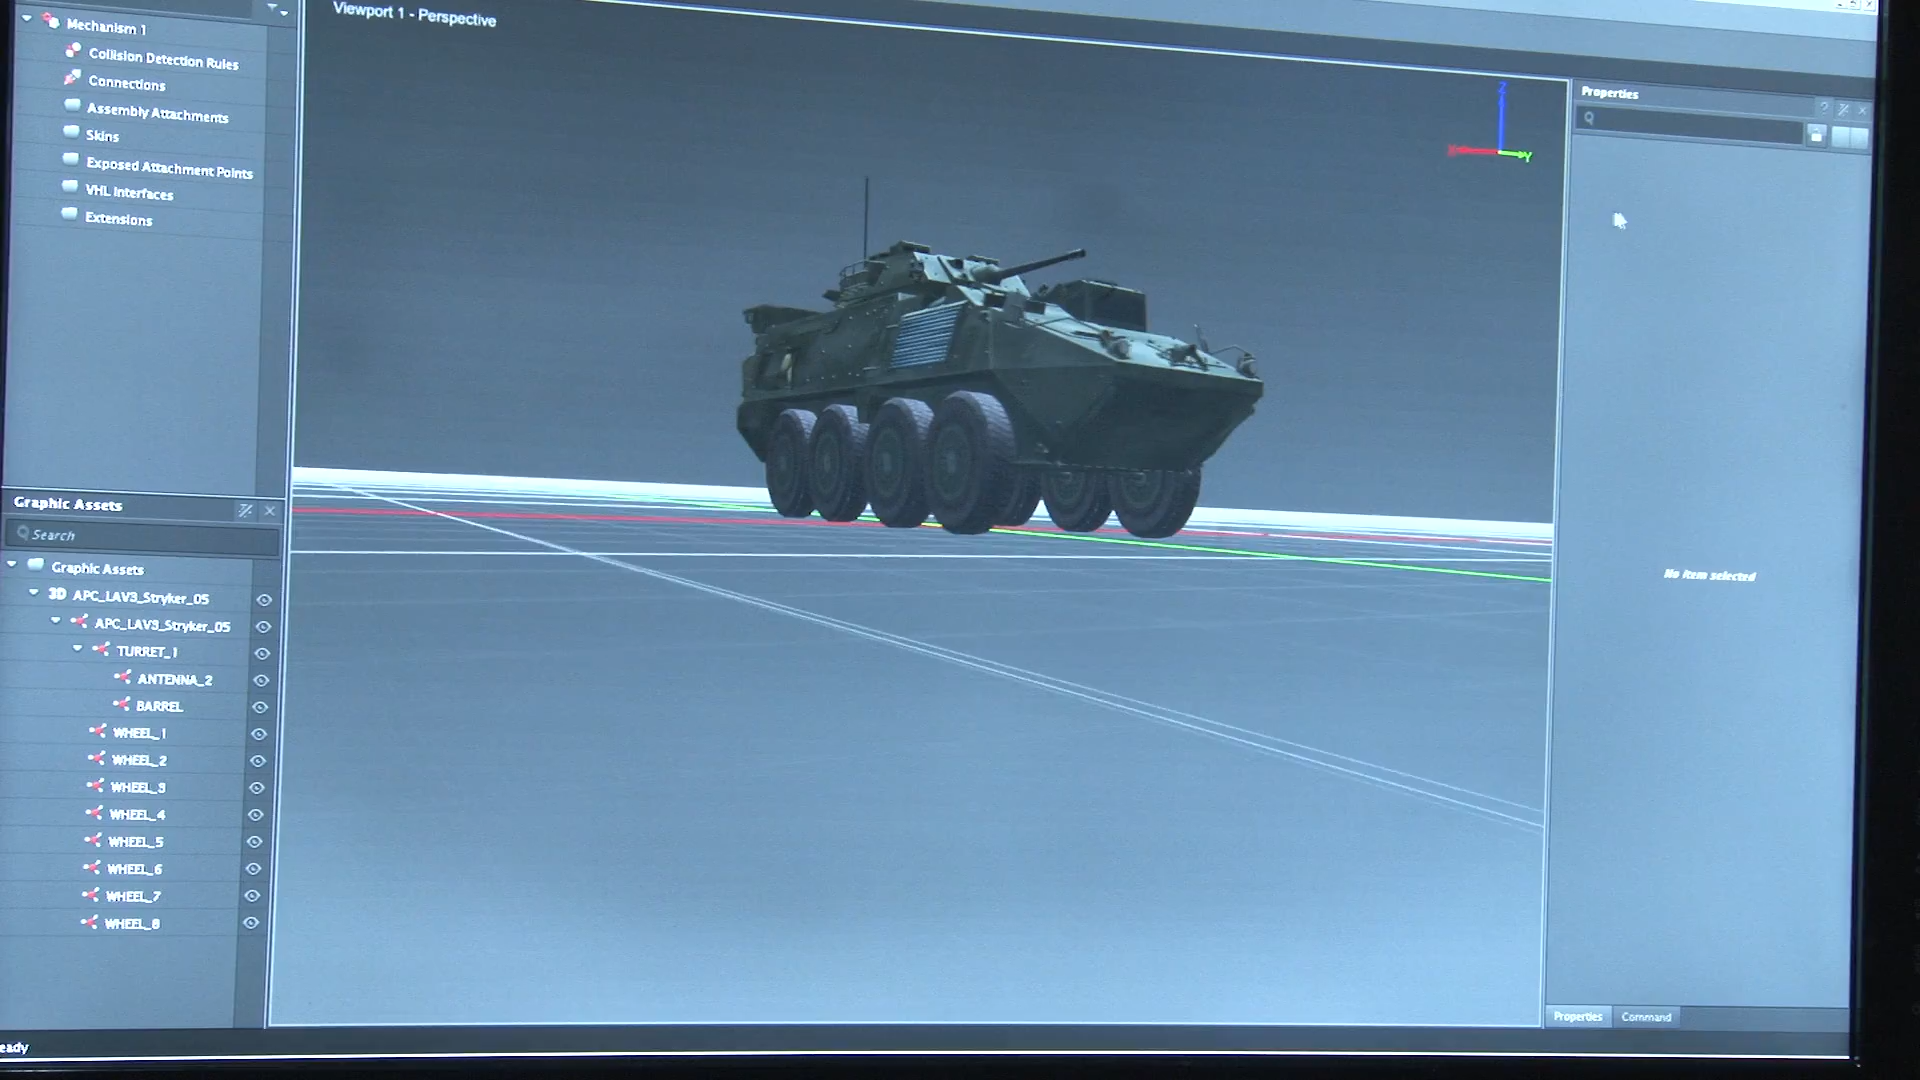 Mechanism 1
Collision Detection Rules
Connections
Assembly Attachments
Skins
Exposed Attachment Points
VHL Interfaces
Extensions
Graphic Assets
Search
Graphic Assets
3D APC_LAV3_Stryker_05
APC_LAV3_Stryker_05
TURRET_1
ANTENNA_2
BARREL
WHEEL_1
WHEEL_2
WHEEL_3
WHEEL_4
WHEEL_5
WHEEL_6
WHEEL_7
WHEEL_8
eady
Viewport 1 - Perspective
Z
X
Y
Properties
No item selected
Properties
Command